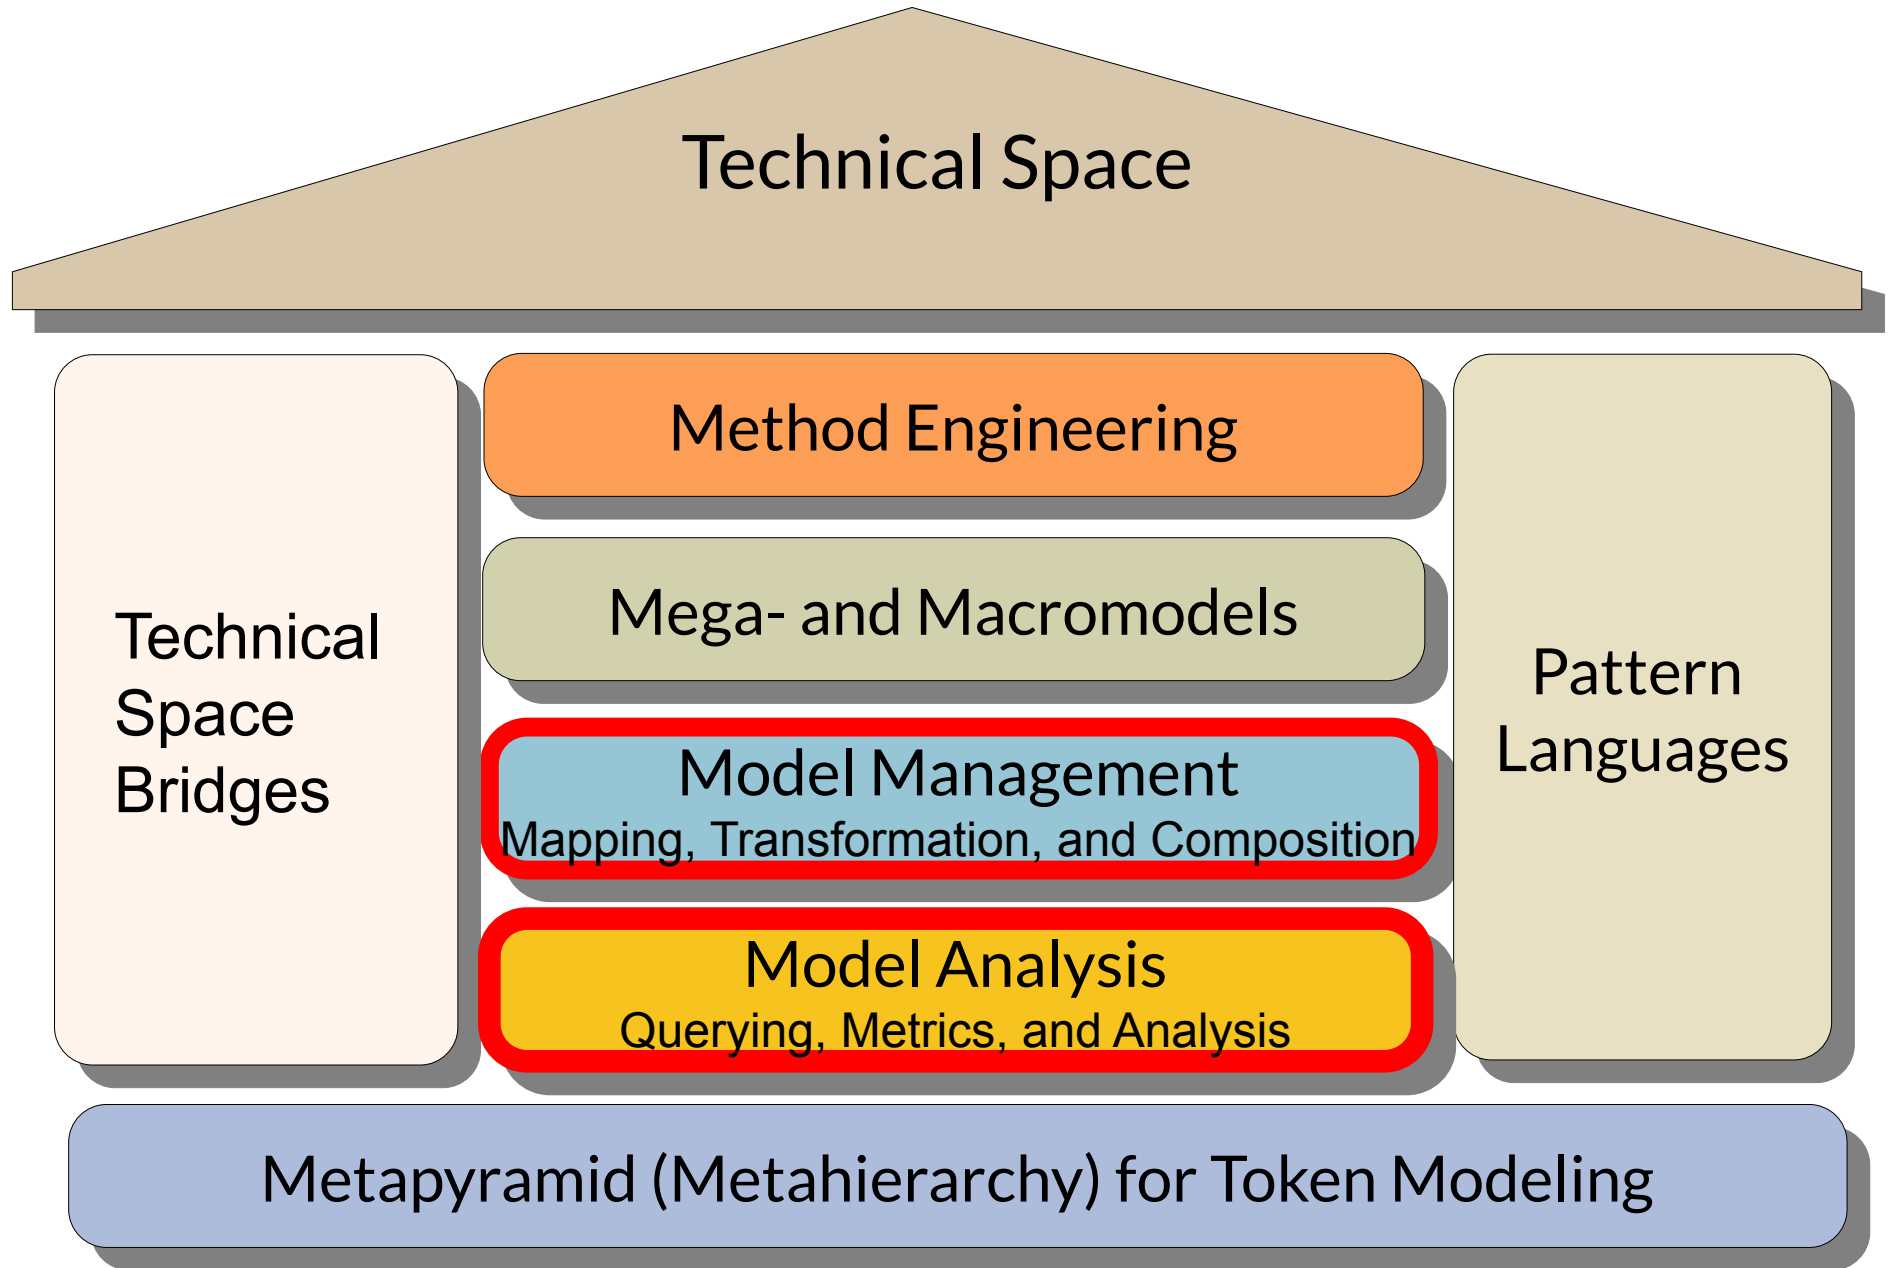 Technical Space
Method Engineering
Mega- and Macromodels
Technical
Space
Bridges
Pattern
Languages
Model Management
Mapping, Transformation, and Composition
Model Analysis
Querying, Metrics, and Analysis
Metapyramid (Metahierarchy) for Token Modeling